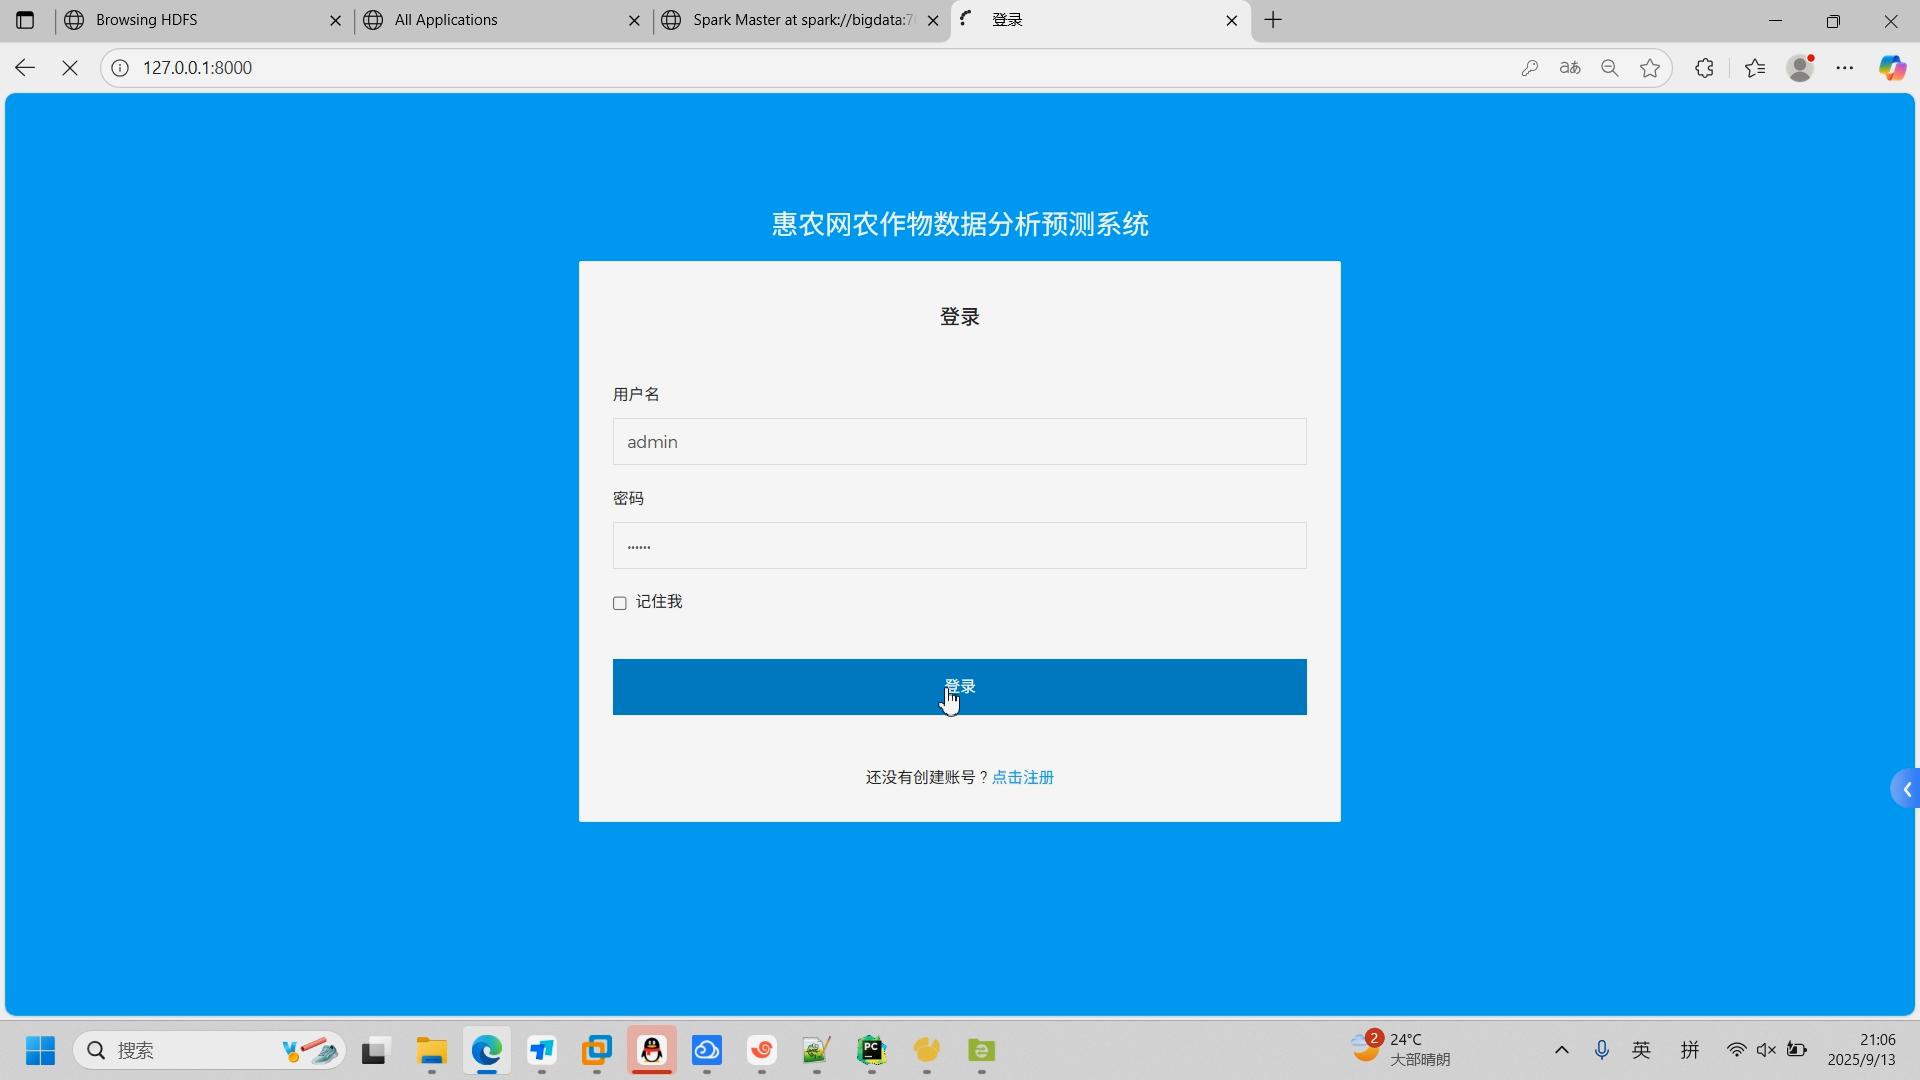 Browsing HDFS
All Applications
Spark Master at spark://bigdata:7
登录
127.0.0.1:8000
惠农网农作物数据分析预测系统
登录
用户名
admin
密码
······
记住我
登录
还没有创建账号？点击注册
搜索
2
24°C
大部晴朗
英
拼
21:06
2025/9/13